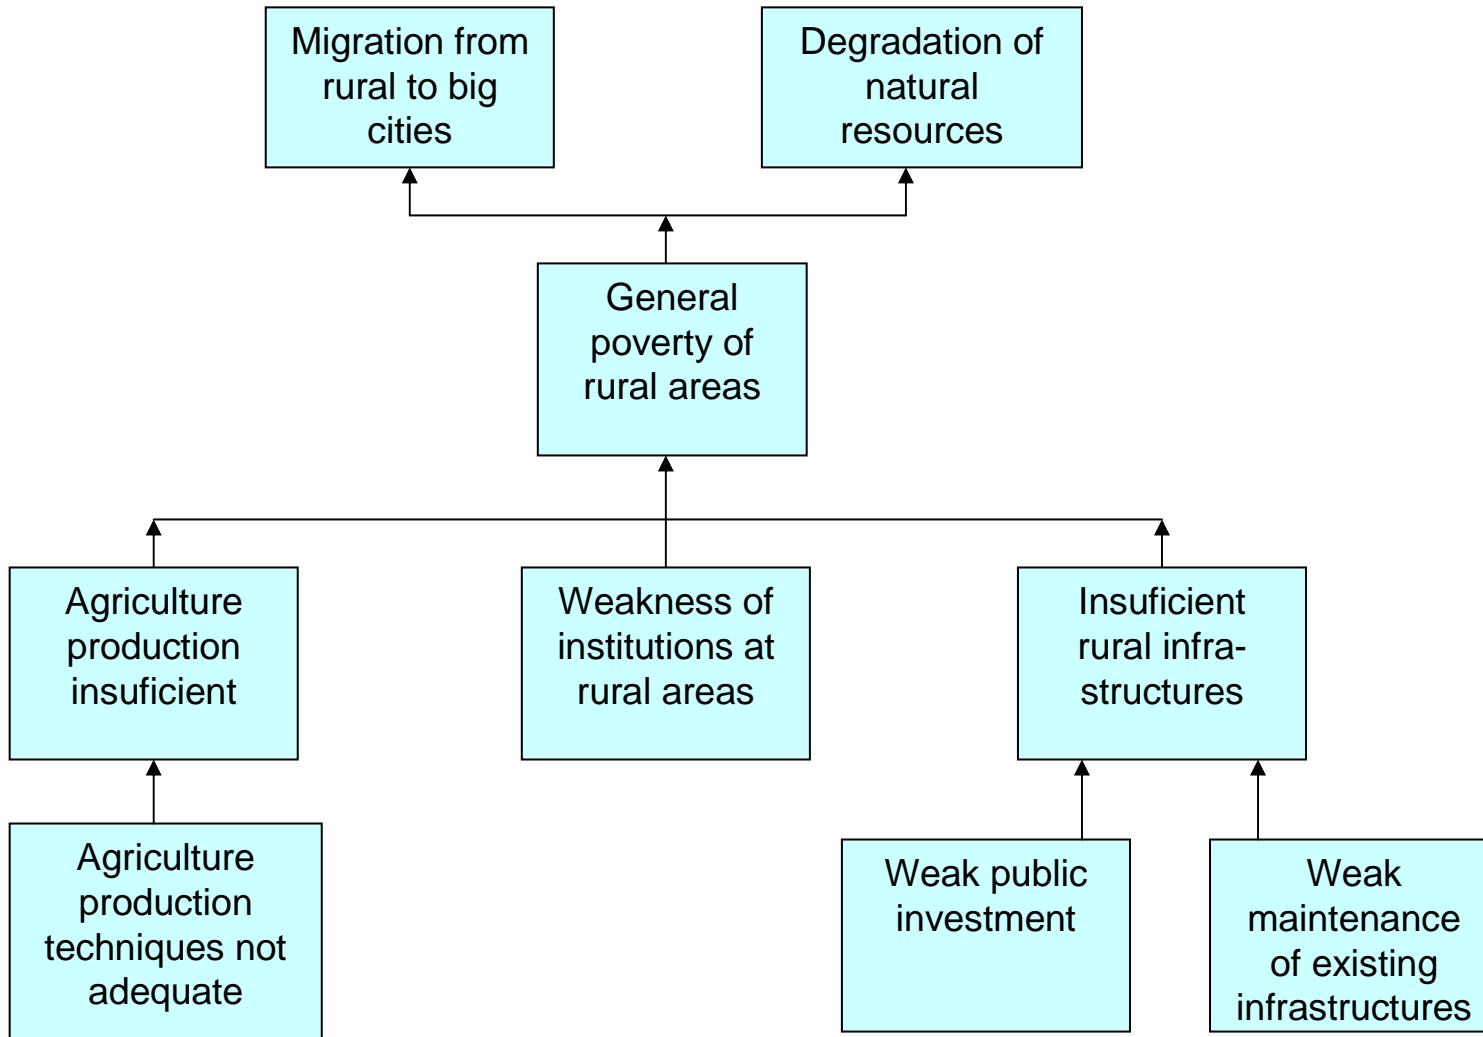 Migration from
rural to big
cities
Degradation of
natural
resources
General
poverty of
rural areas
Agriculture
production
insuficient
Weakness of
institutions at
rural areas
Insuficient
rural infra-
structures
Agriculture
production
techniques not
adequate
Weak public
investment
Weak
maintenance
of existing
infrastructures